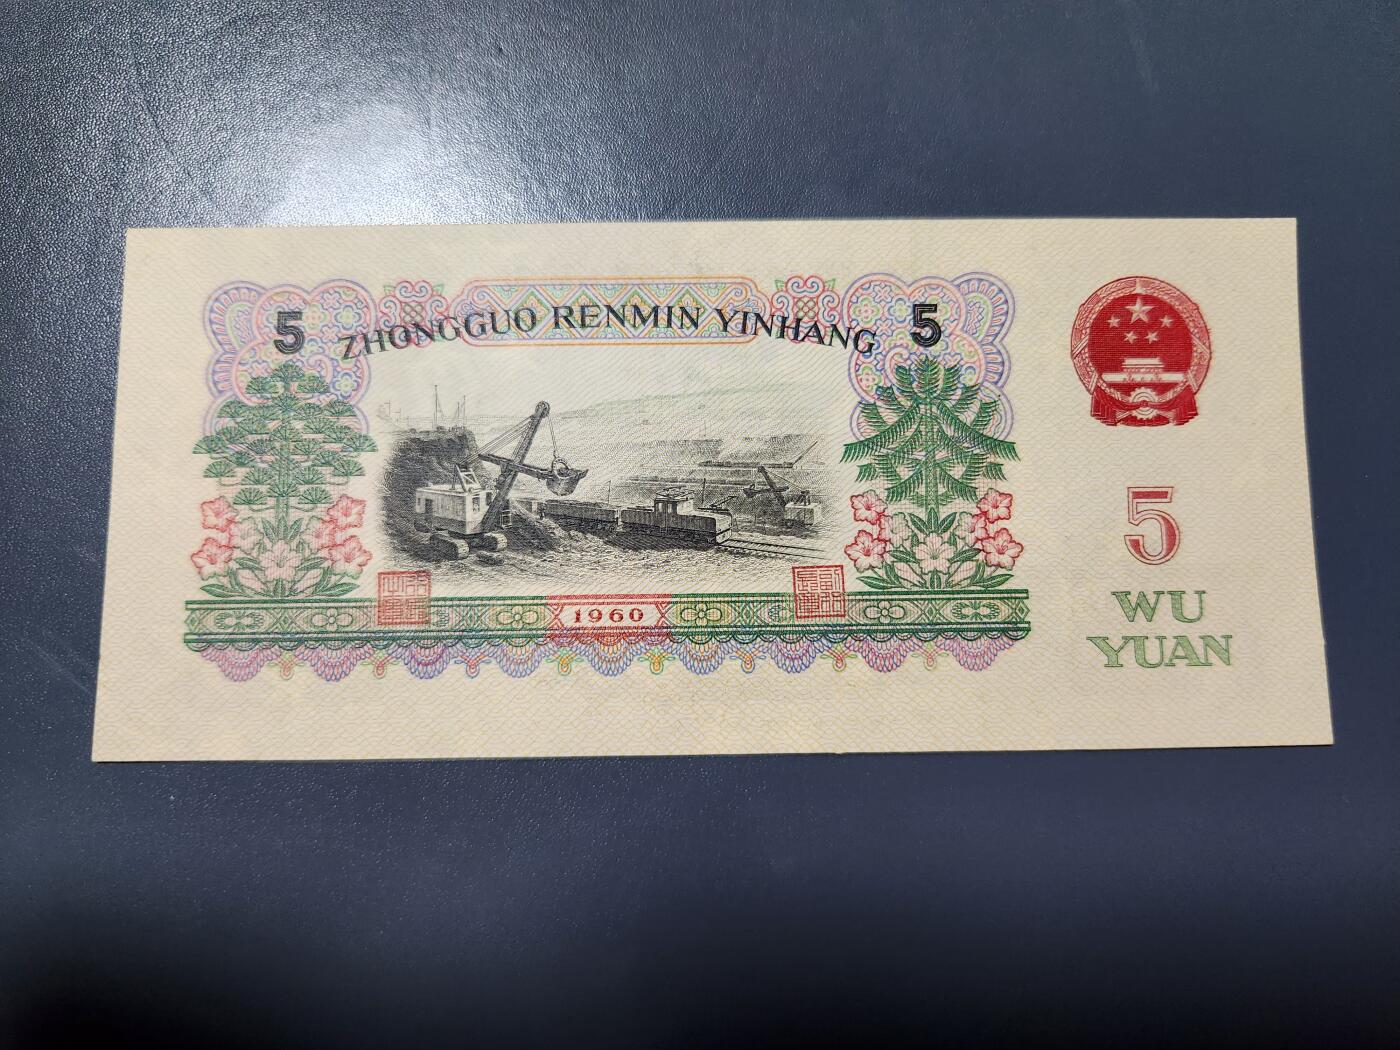 5 ZHONGGUO RENMIN YINHANG 5
1960
5
WU
YUAN